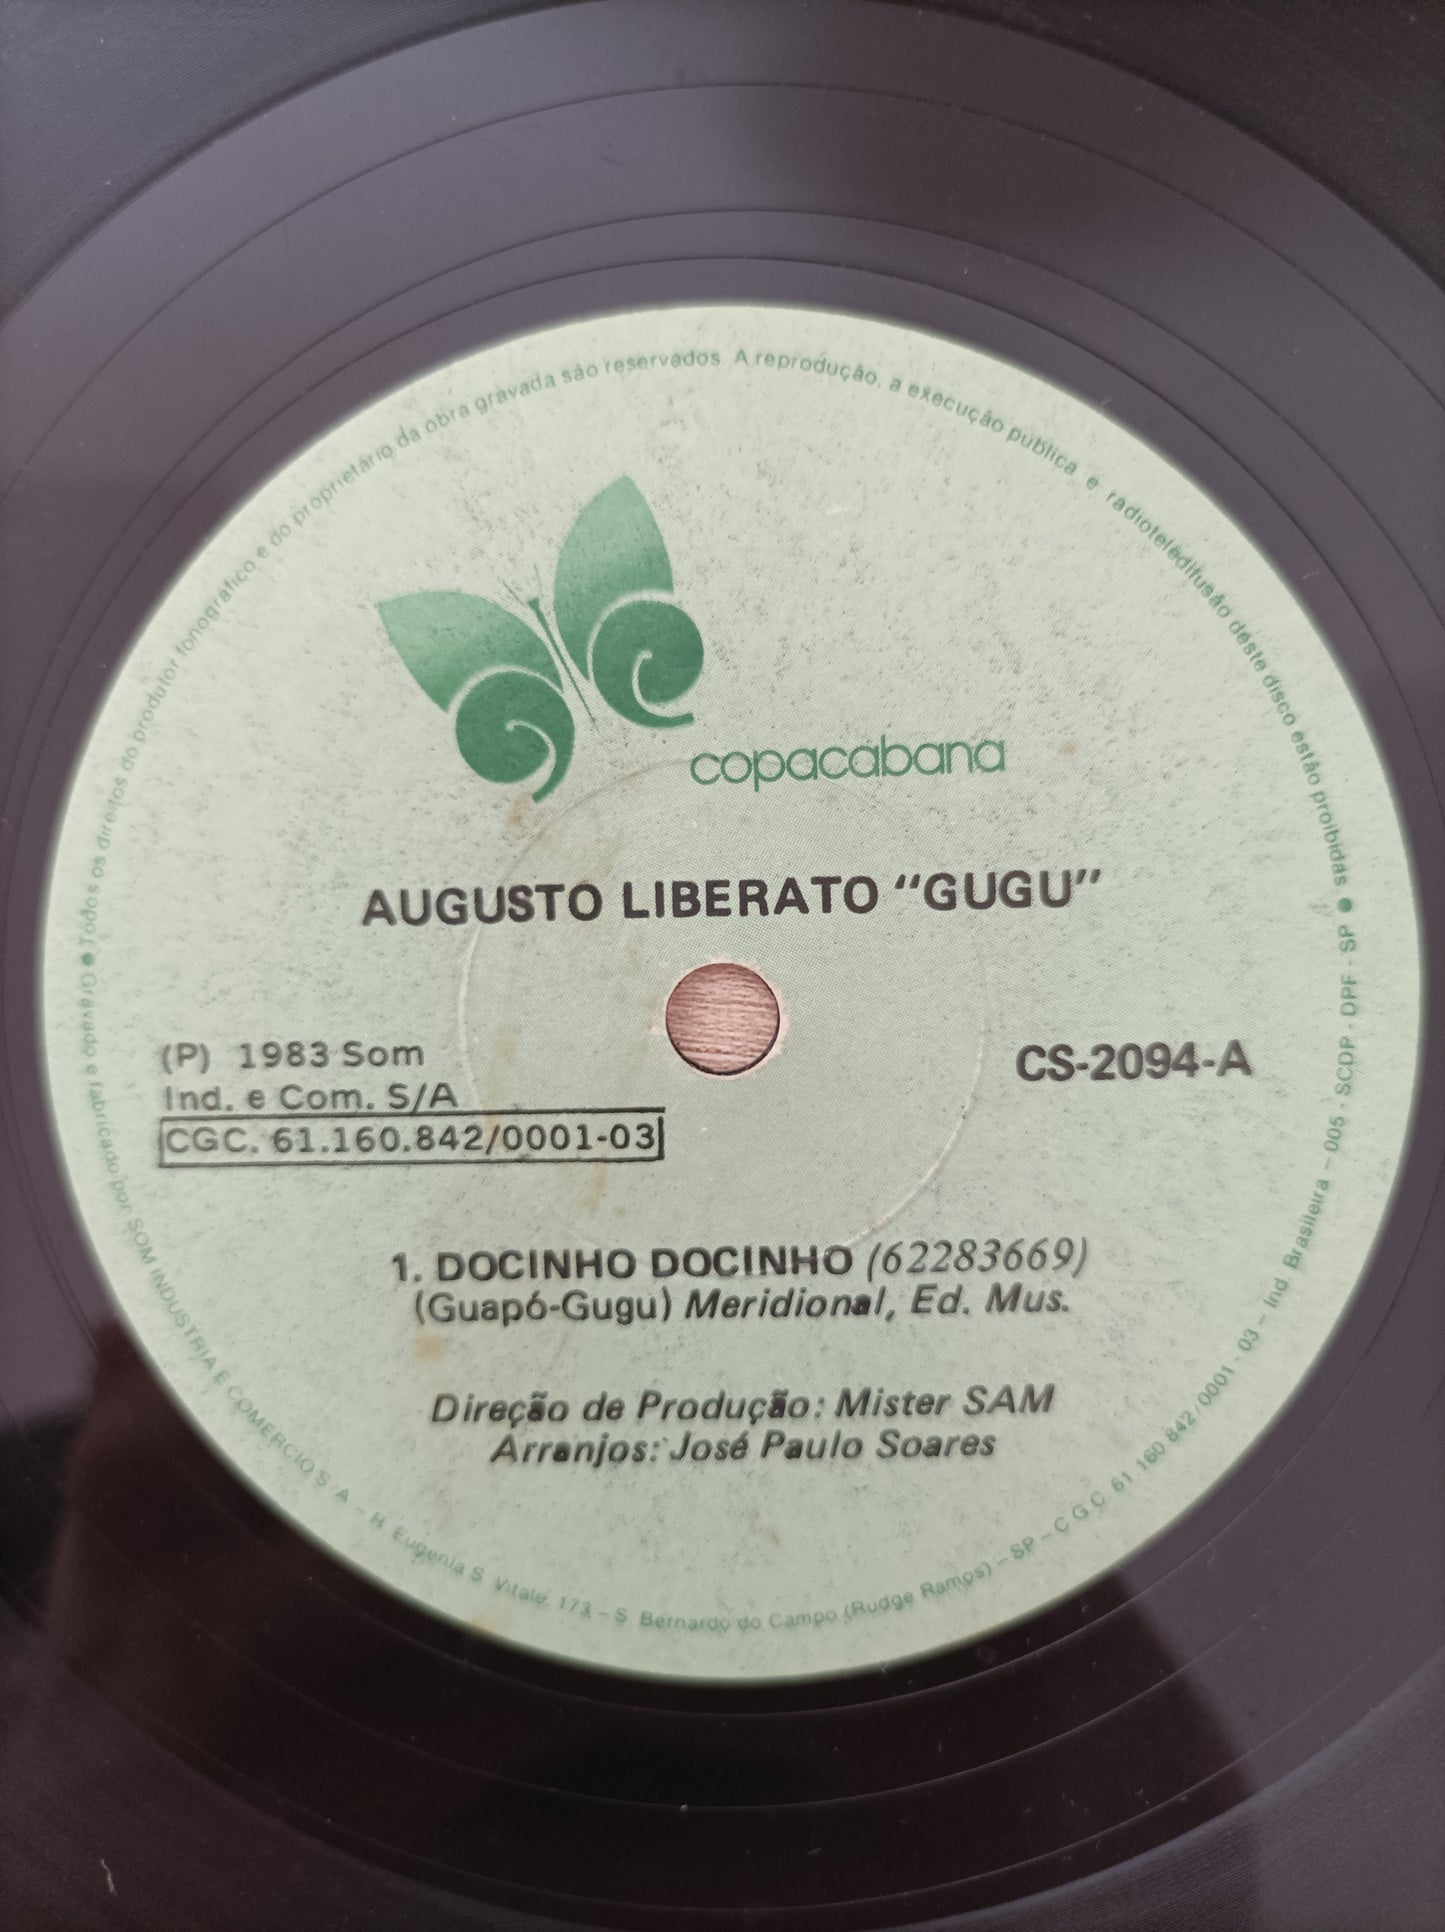 copacabana
AUGUSTO LIBERATO “GUGU”
(P) 1983 Som
Ind. e Com. S/A
CGC. 61.160.842/0001-03
CS-2094-A
1. DOCINHO DOCINHO (62283669)
(Guapó-Gugu) Meridional, Ed. Mus.
Direção de Produção: Mister SAM
Arranjos: José Paulo Soares
● Todos os direitos do produtor fonográfico e do proprietário da obra gravada são reservados. A reprodução, a execução pública e radioteledifusão deste disco estão proibidas ●
Gravado e fabricado por SOM INDUSTRIA E COMERCIO S A – R Eugenia S Vitale, 173 – S Bernardo do Campo (Rudge Ramos) – SP – C G C 61 160 842/0001 - 03 – Ind Brasileira – 005 - SCDP - DPF - SP